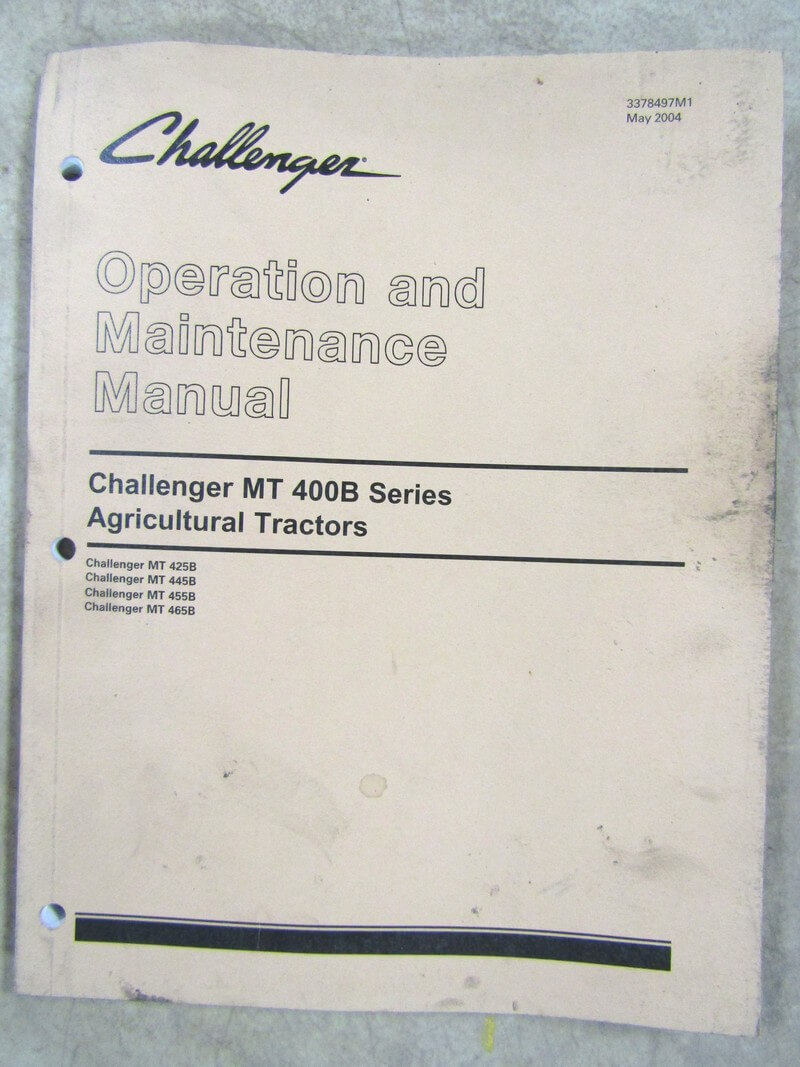 3378497M1
May 2004
Challenger
Operation and
Maintenance
Manual
Challenger MT 400B Series
Agricultural Tractors
Challenger MT 425B
Challenger MT 445B
Challenger MT 455B
Challenger MT 465B